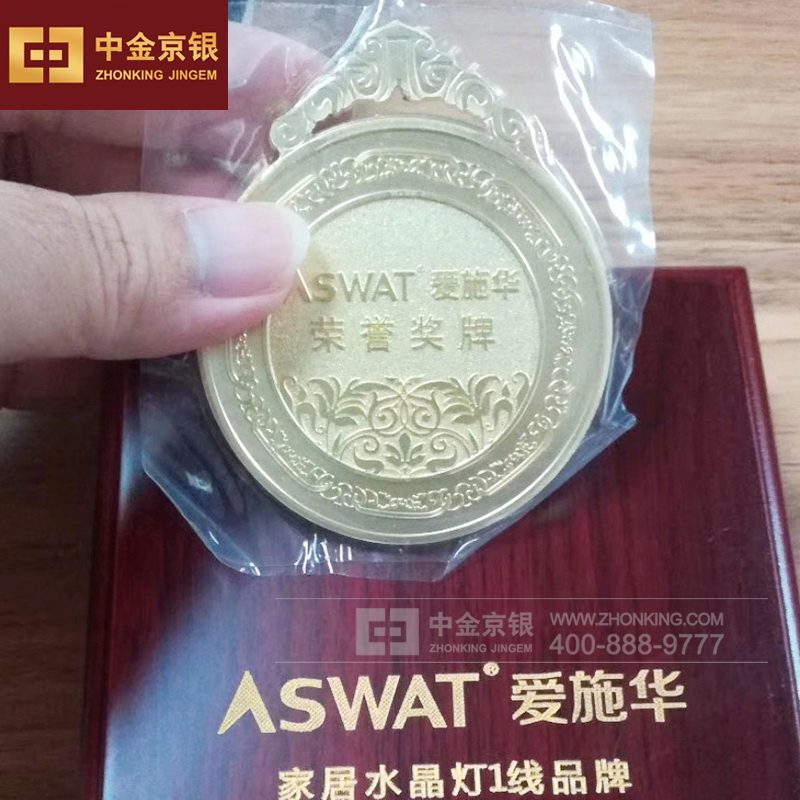 中金京银
ZHONKING JINGEM
ASWAT 爱施华
荣誉奖牌
中金京银
ZHONKING JINGEM
WWW.ZHONKING.COM
400-888-9777
ASWAT® 爱施华
家居水晶灯1线品牌